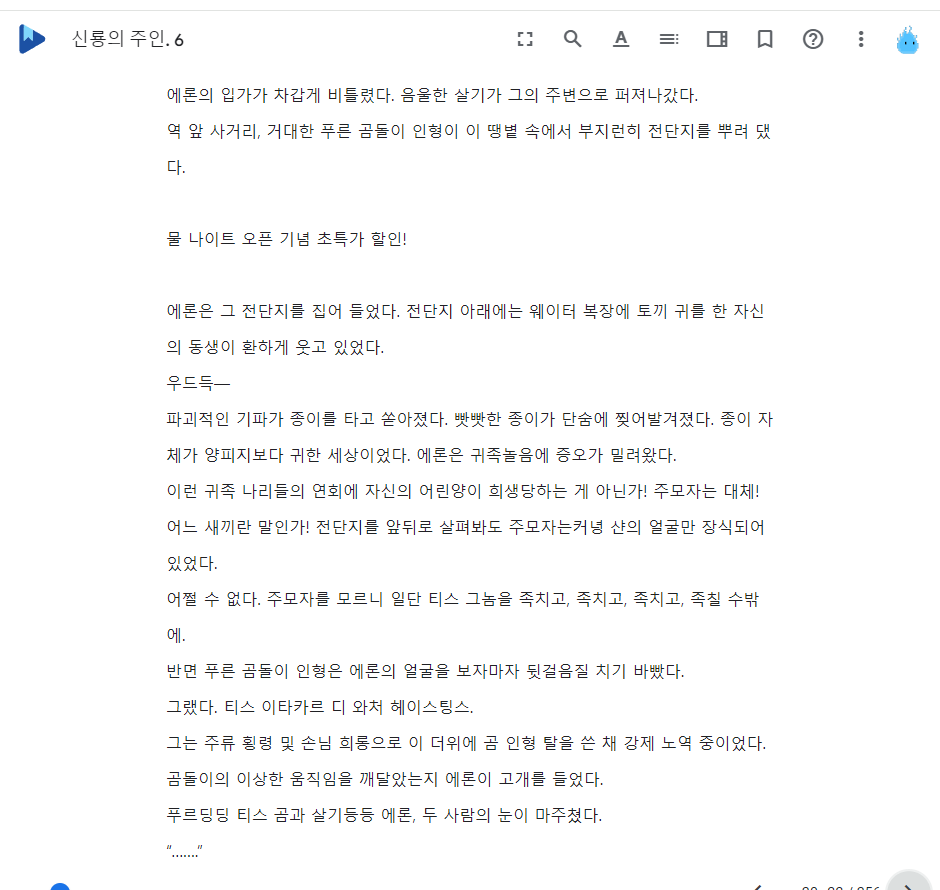 신룡의 주인. 6
에론의 입가가 차갑게 비틀렸다. 음울한 살기가 그의 주변으로 퍼져나갔다.
역 앞 사거리, 거대한 푸른 곰돌이 인형이 이 땡볕 속에서 부지런히 전단지를 뿌려 댔
다.
물 나이트 오픈 기념 초특가 할인!
에론은 그 전단지를 집어 들었다. 전단지 아래에는 웨이터 복장에 토끼 귀를 한 자신
의 동생이 환하게 웃고 있었다.
우드득―
파괴적인 기파가 종이를 타고 쏟아졌다. 빳빳한 종이가 단숨에 찢어발겨졌다. 종이 자
체가 양피지보다 귀한 세상이었다. 에론은 귀족놀음에 증오가 밀려왔다.
이런 귀족 나리들의 연회에 자신의 어린양이 희생당하는 게 아닌가! 주모자는 대체!
어느 새끼란 말인가! 전단지를 앞뒤로 살펴봐도 주모자는커녕 샨의 얼굴만 장식되어
있었다.
어쩔 수 없다. 주모자를 모르니 일단 티스 그놈을 족치고, 족치고, 족치고, 족칠 수밖
에.
반면 푸른 곰돌이 인형은 에론의 얼굴을 보자마자 뒷걸음질 치기 바빴다.
그랬다. 티스 이타카르 디 와처 헤이스팅스.
그는 주류 횡령 및 손님 희롱으로 이 더위에 곰 인형 탈을 쓴 채 강제 노역 중이었다.
곰돌이의 이상한 움직임을 깨달았는지 에론이 고개를 들었다.
푸르딩딩 티스 곰과 살기등등 에론, 두 사람의 눈이 마주쳤다.
“…….”